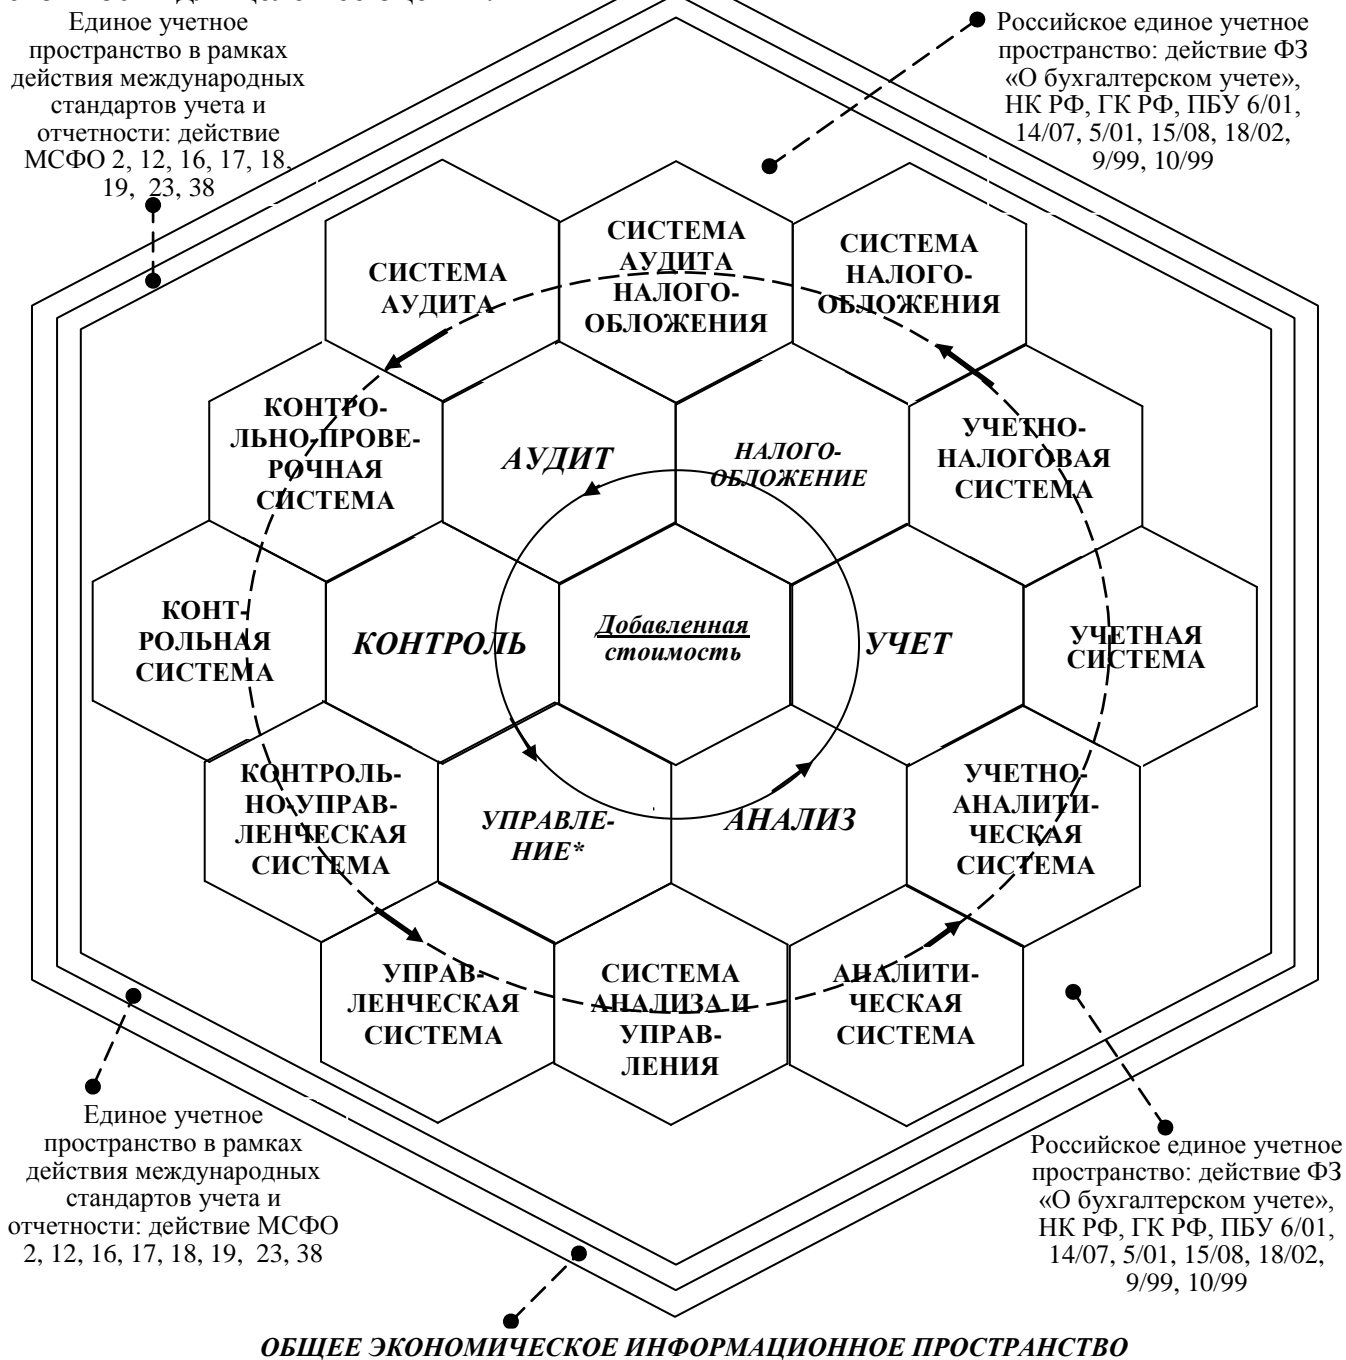 Единое учетное
пространство в рамках
действия международных
стандартов учета и
отчетности: действие
МСФО 2, 12, 16, 17, 18,
19, 23, 38
Российское единое учетное
пространство: действие ФЗ
«О бухгалтерском учете»,
НК РФ, ГК РФ, ПБУ 6/01,
14/07, 5/01, 15/08, 18/02,
9/99, 10/99
СИСТЕМА
АУДИТА
СИСТЕМА
АУДИТА
НАЛОГО-
ОБЛОЖЕНИЯ
СИСТЕМА
НАЛОГО-
ОБЛОЖЕНИЯ
КОНТРО-
ЛЬНО-ПРОВЕ-
РОЧНАЯ
СИСТЕМА
АУДИТ
НАЛОГО-
ОБЛОЖЕНИЕ
УЧЕТНО-
НАЛОГОВАЯ
СИСТЕМА
КОНТ-
РОЛЬНАЯ
СИСТЕМА
КОНТРОЛЬ
Добавленная
стоимость
УЧЕТ
УЧЕТНАЯ
СИСТЕМА
КОНТРОЛЬ-
НО-УПРАВ-
ЛЕНЧЕСКАЯ
СИСТЕМА
УПРАВЛЕ-
НИЕ*
АНАЛИЗ
УЧЕТНО-
АНАЛИТИ-
ЧЕСКАЯ
СИСТЕМА
УПРАВ-
ЛЕНЧЕСКАЯ
СИСТЕМА
СИСТЕМА
АНАЛИЗА И
УПРАВ-
ЛЕНИЯ
АНАЛИТИ-
ЧЕСКАЯ
СИСТЕМА
Единое учетное
пространство в рамках
действия международных
стандартов учета и
отчетности: действие МСФО
2, 12, 16, 17, 18, 19, 23, 38
Российское единое учетное
пространство: действие ФЗ
«О бухгалтерском учете»,
НК РФ, ГК РФ, ПБУ 6/01,
14/07, 5/01, 15/08, 18/02,
9/99, 10/99
ОБЩЕЕ ЭКОНОМИЧЕСКОЕ ИНФОРМАЦИОННОЕ ПРОСТРАНСТВО